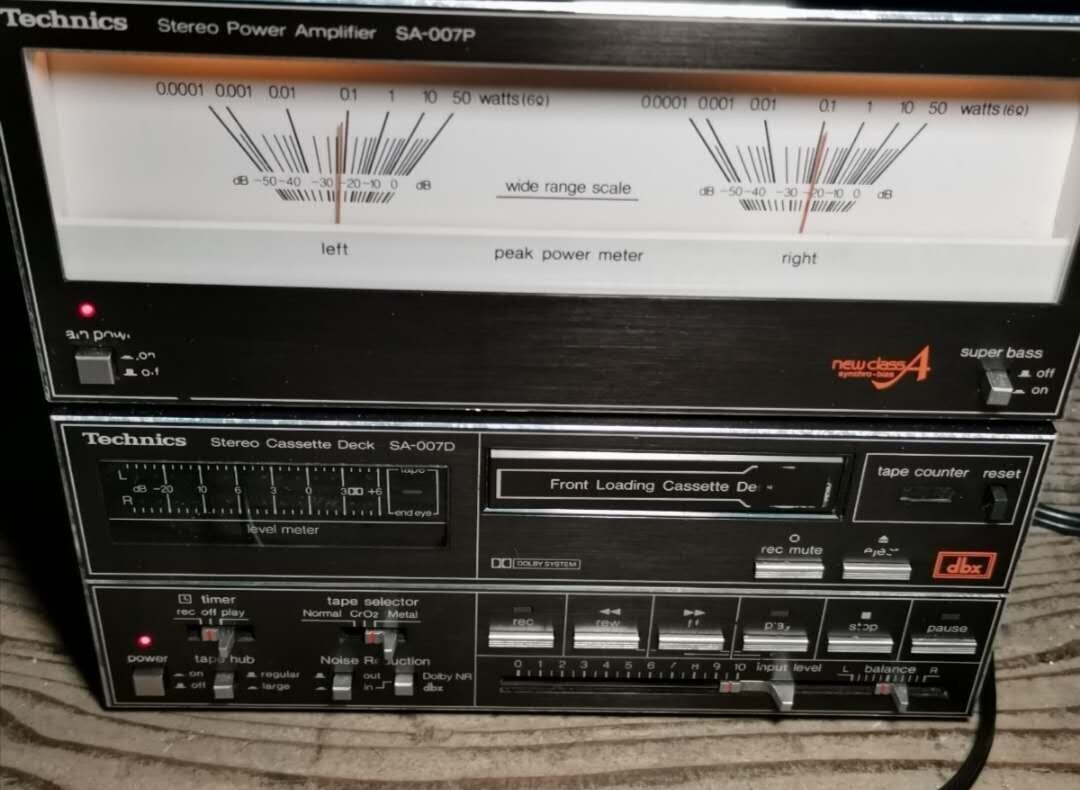 Technics Stereo Power Amplifier SA-007P
0.0001 0.001 0.01 0.1 1 10 50 watts (6Ω)
0.0001 0.001 0.01 0.1 1 10 50 watts (6Ω)
dB -50 -40 -30 -20 -10 0 dB
dB -50 -40 -30 -20 -10 0 dB
wide range scale
left peak power meter right
on
new class A
synchro-bias
super bass
off
on
Technics Stereo Cassette Deck SA-007D
L
dB -20 10 6 3 0 3 +6
R
end eye
level meter
Front Loading Cassette
tape counter reset
rec mute
DOLBY SYSTEM
dbx
timer
rec off play
tape selector
Normal CrO2 Metal
rec rew stop pause
power
on
off
tape hub
regular
large
Noise
out
in
Dolby NR
dbx
0 1 2 3 4 5 6 7 8 9 10 input level
L balance R